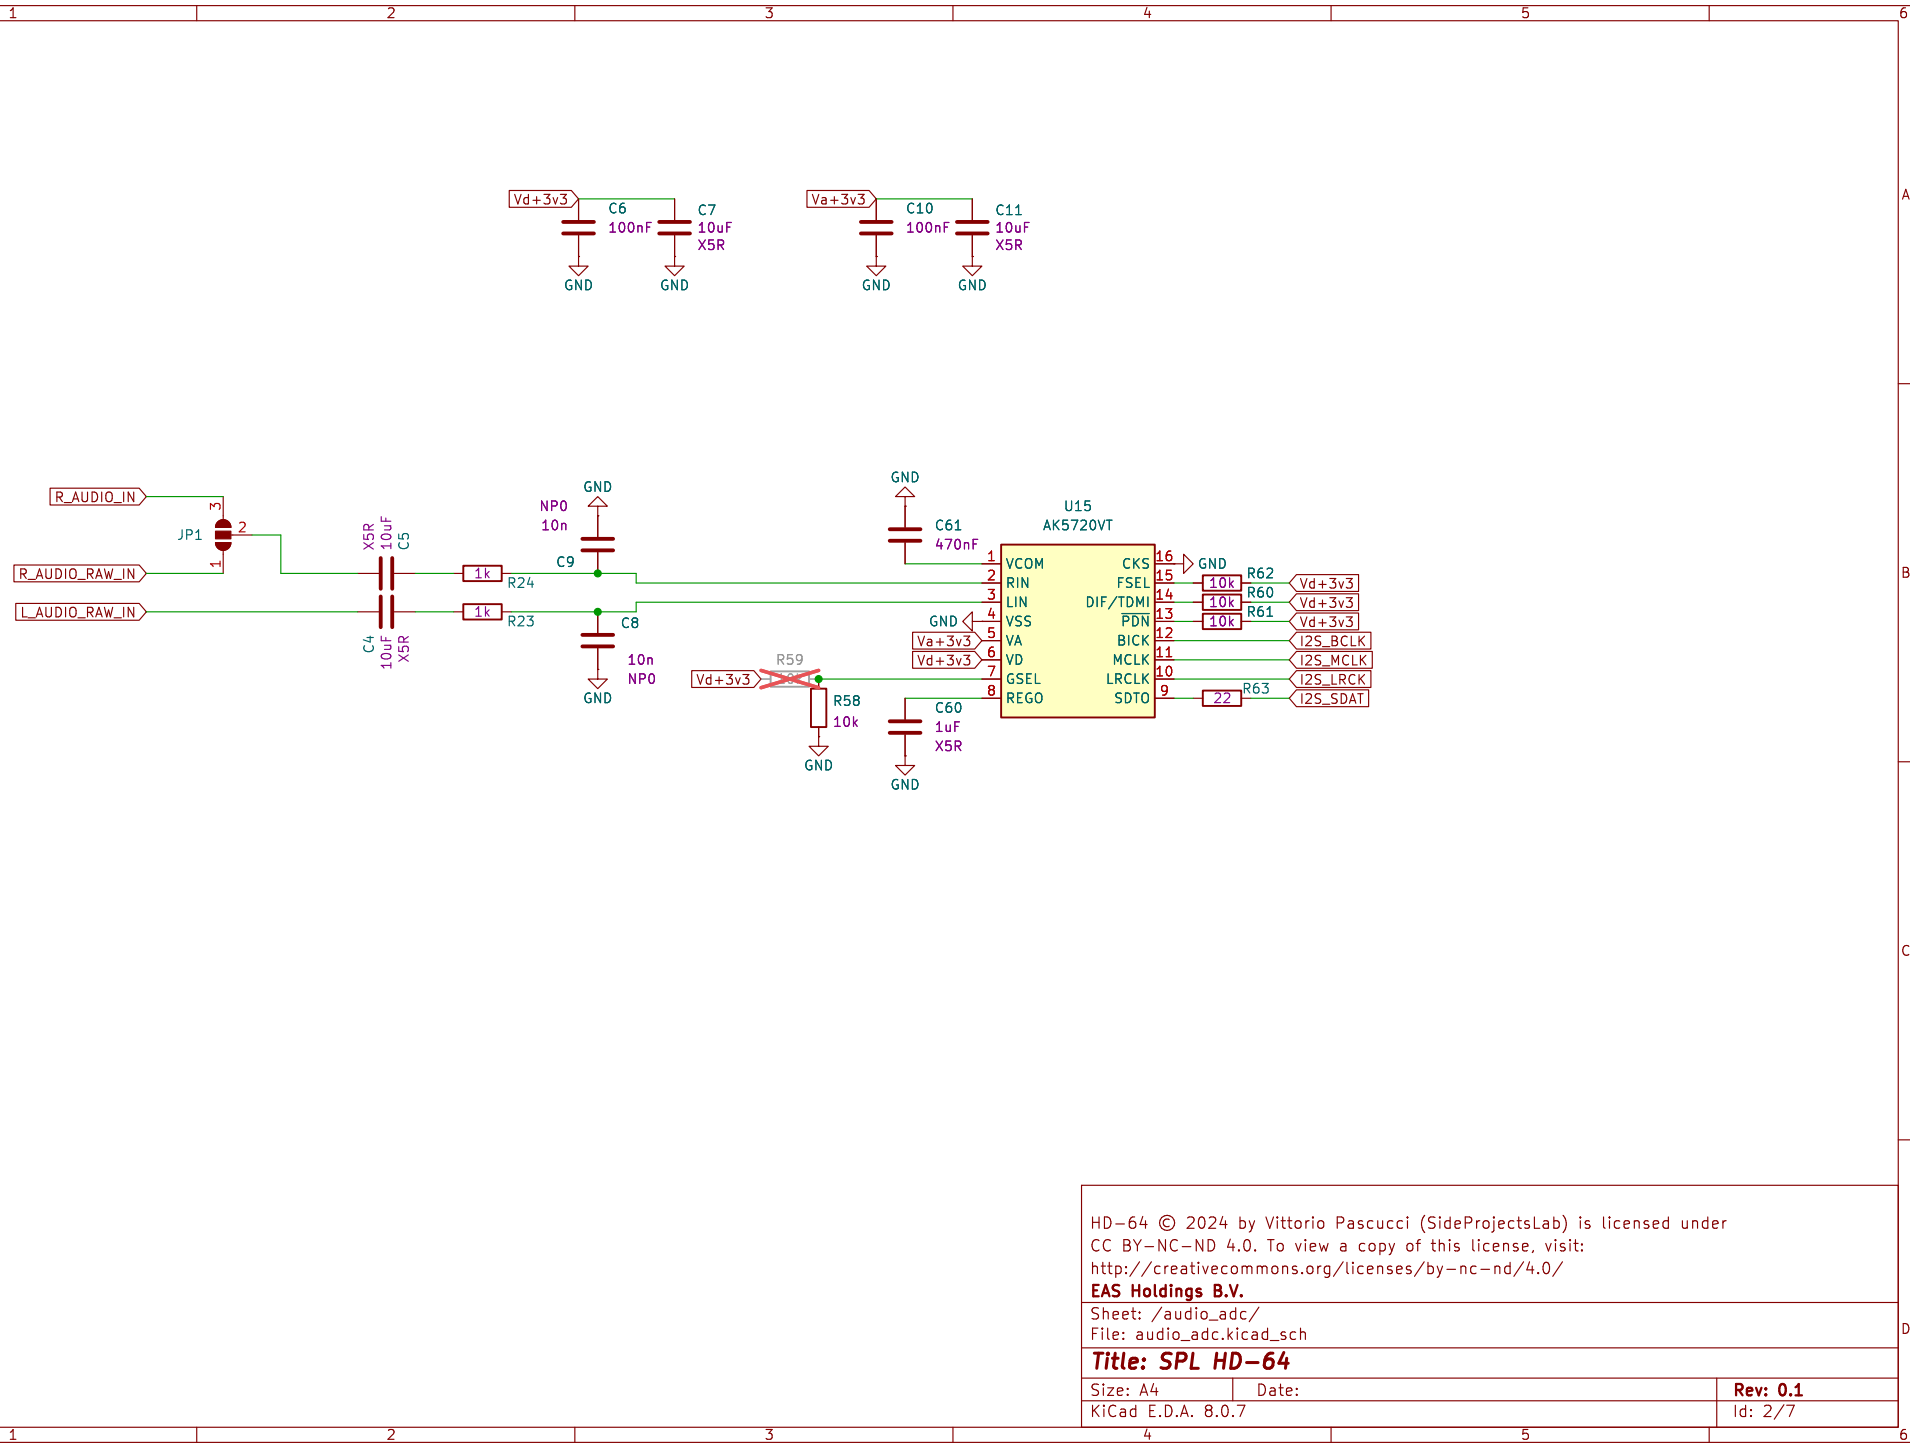 1 2 3 4 5 6
A
Vd+3v3
C6
100nF
GND
C7
10uF
X5R
GND
Va+3v3
C10
100nF
GND
C11
10uF
X5R
GND
R_AUDIO_IN
R_AUDIO_RAW_IN
L_AUDIO_RAW_IN
JP1
3
2
1
X5R
10uF
C5
C4
10uF
X5R
1k
R24
1k
R23
GND
NP0
10n
C9
C8
10n
NP0
GND
GND
C61
470nF
U15
AK5720VT
1 VCOM
2 RIN
3 LIN
4 VSS
5 VA
6 VD
7 GSEL
8 REGO
CKS 16
FSEL 15
DIF/TDMI 14
PDN 13
BICK 12
MCLK 11
LRCLK 10
SDTO 9
GND
Va+3v3
Vd+3v3
GND
10k R62 Vd+3v3
10k R60 Vd+3v3
10k R61 Vd+3v3
I2S_BCLK
I2S_MCLK
I2S_LRCK
22 R63 I2S_SDAT
Vd+3v3
R59
R58
10k
GND
C60
1uF
X5R
GND
B
C
D
HD-64 © 2024 by Vittorio Pascucci (SideProjectsLab) is licensed under
CC BY-NC-ND 4.0. To view a copy of this license, visit:
http://creativecommons.org/licenses/by-nc-nd/4.0/
EAS Holdings B.V.
Sheet: /audio_adc/
File: audio_adc.kicad_sch
Title: SPL HD-64
Size: A4 Date: Rev: 0.1
KiCad E.D.A. 8.0.7 Id: 2/7
1 2 3 4 5 6